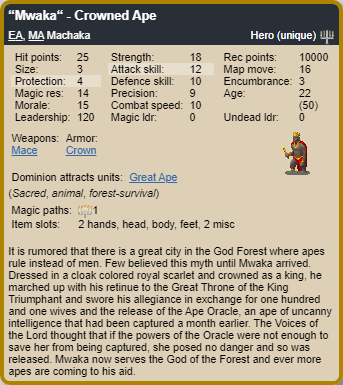 “Mwaka“ - Crowned Ape
EA, MA Machaka Hero (unique)
Hit points: 25 Strength: 18 Rec points: 10000
Size: 3 Attack skill: 12 Map move: 16
Protection: 4 Defence skill: 10 Encumbrance: 3
Magic res: 14 Precision: 9 Age: 22
Morale: 15 Combat speed: 10 (50)
Leadership: 120 Magic ldr: 0 Undead ldr: 0
Weapons: Armor:
Mace Crown
Dominion attracts units: Great Ape
(Sacred, animal, forest-survival)
Magic paths: 1
Item slots: 2 hands, head, body, feet, 2 misc
It is rumored that there is a great city in the God Forest where apes
rule instead of men. Few believed this myth until Mwaka arrived.
Dressed in a cloak colored royal scarlet and crowned as a king, he
marched up with his retinue to the Great Throne of the King
Triumphant and swore his allegiance in exchange for one hundred
and one wives and the release of the Ape Oracle, an ape of uncanny
intelligence that had been captured a month earlier. The Voices of
the Lord thought that if the powers of the Oracle were not enough to
save her from being captured, she posed no danger and so was
released. Mwaka now serves the God of the Forest and ever more
apes are coming to his aid.